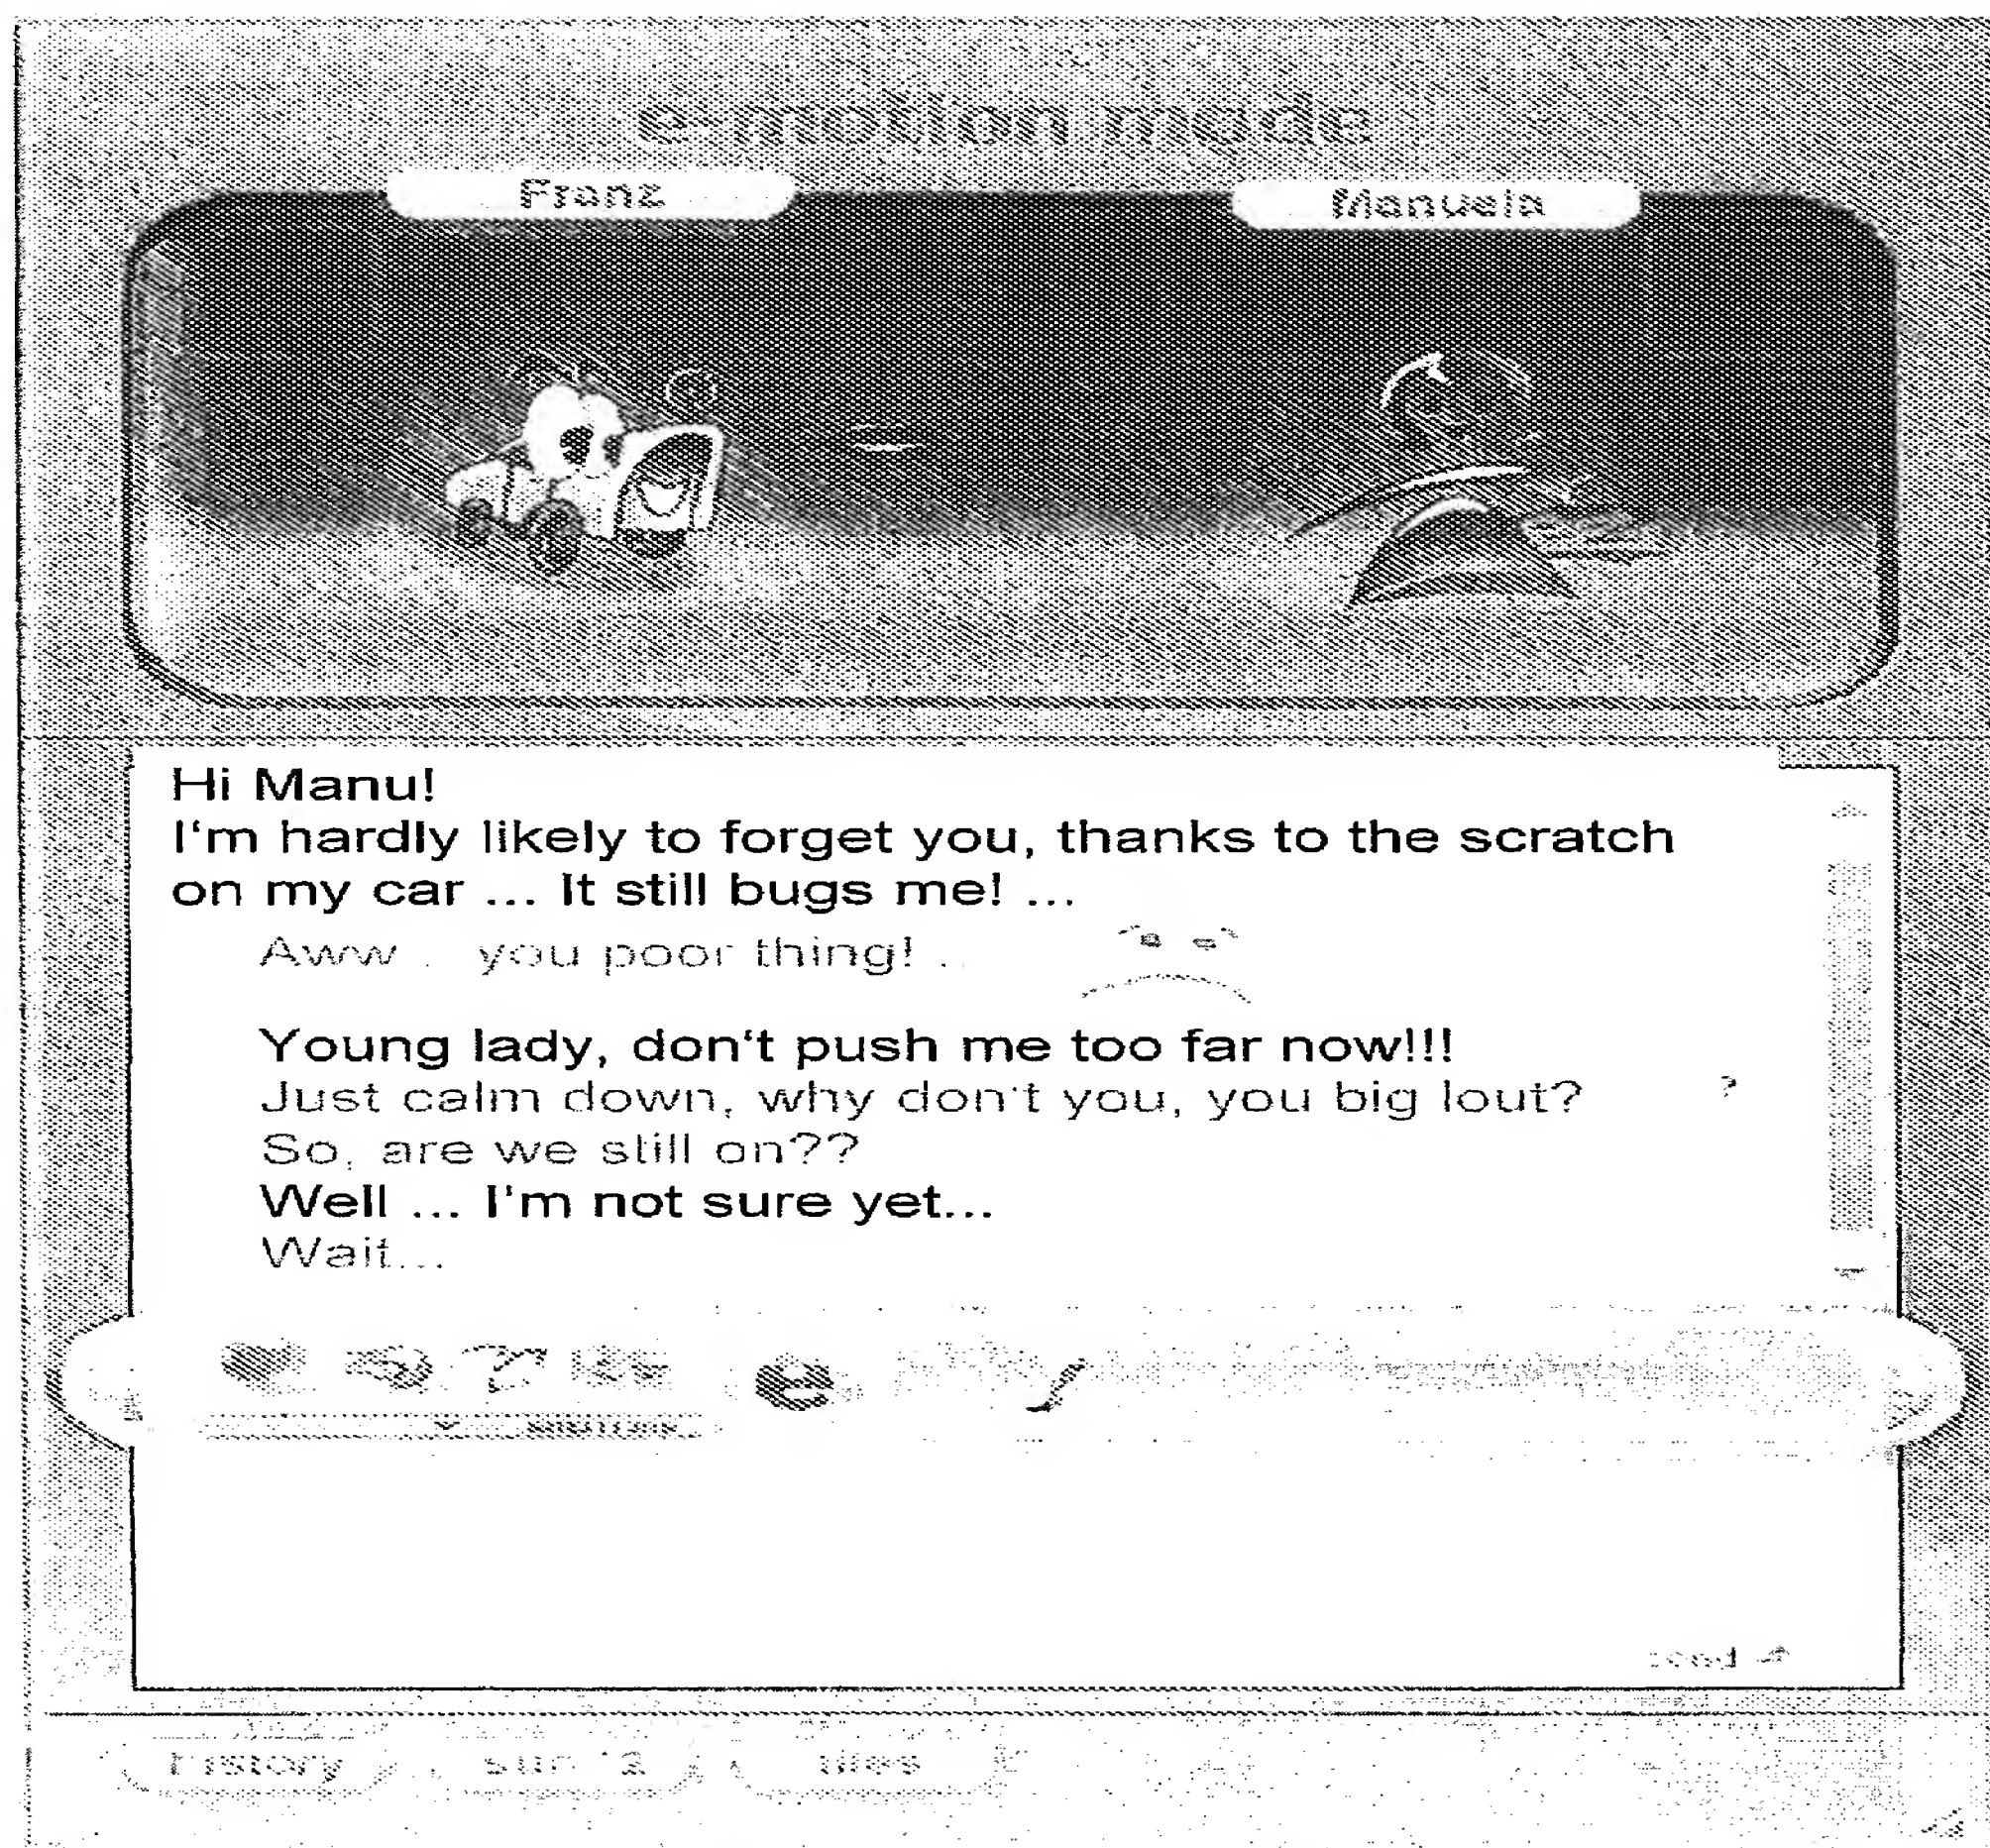 e-motion mode
Franz
Manuela
Hi Manu!
I'm hardly likely to forget you, thanks to the scratch
on my car ... It still bugs me! ...
Aww . you poor thing! .
Young lady, don't push me too far now!!!
Just calm down, why don't you, you big lout? ?
So, are we still on??
Well ... I'm not sure yet...
Wait...
e
send
history
files